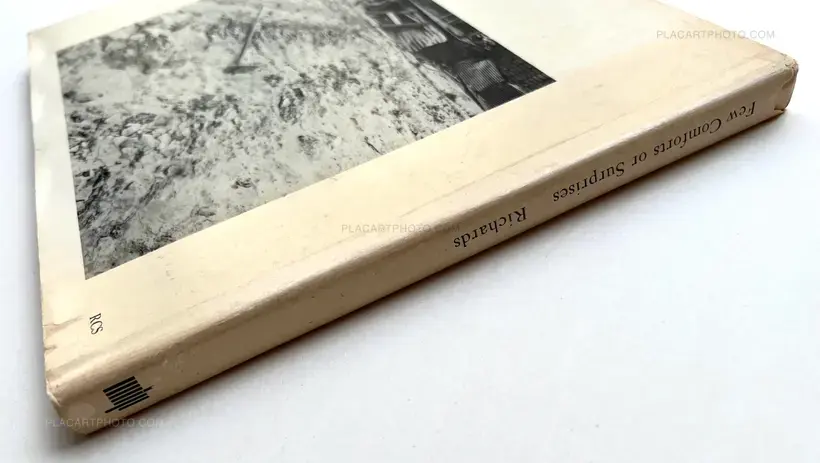 PLACARTPHOTO.COM
Few Comforts or Surprises
Richards
PLACARTPHOTO.COM
RCS
PLACARTPHOTO.COM